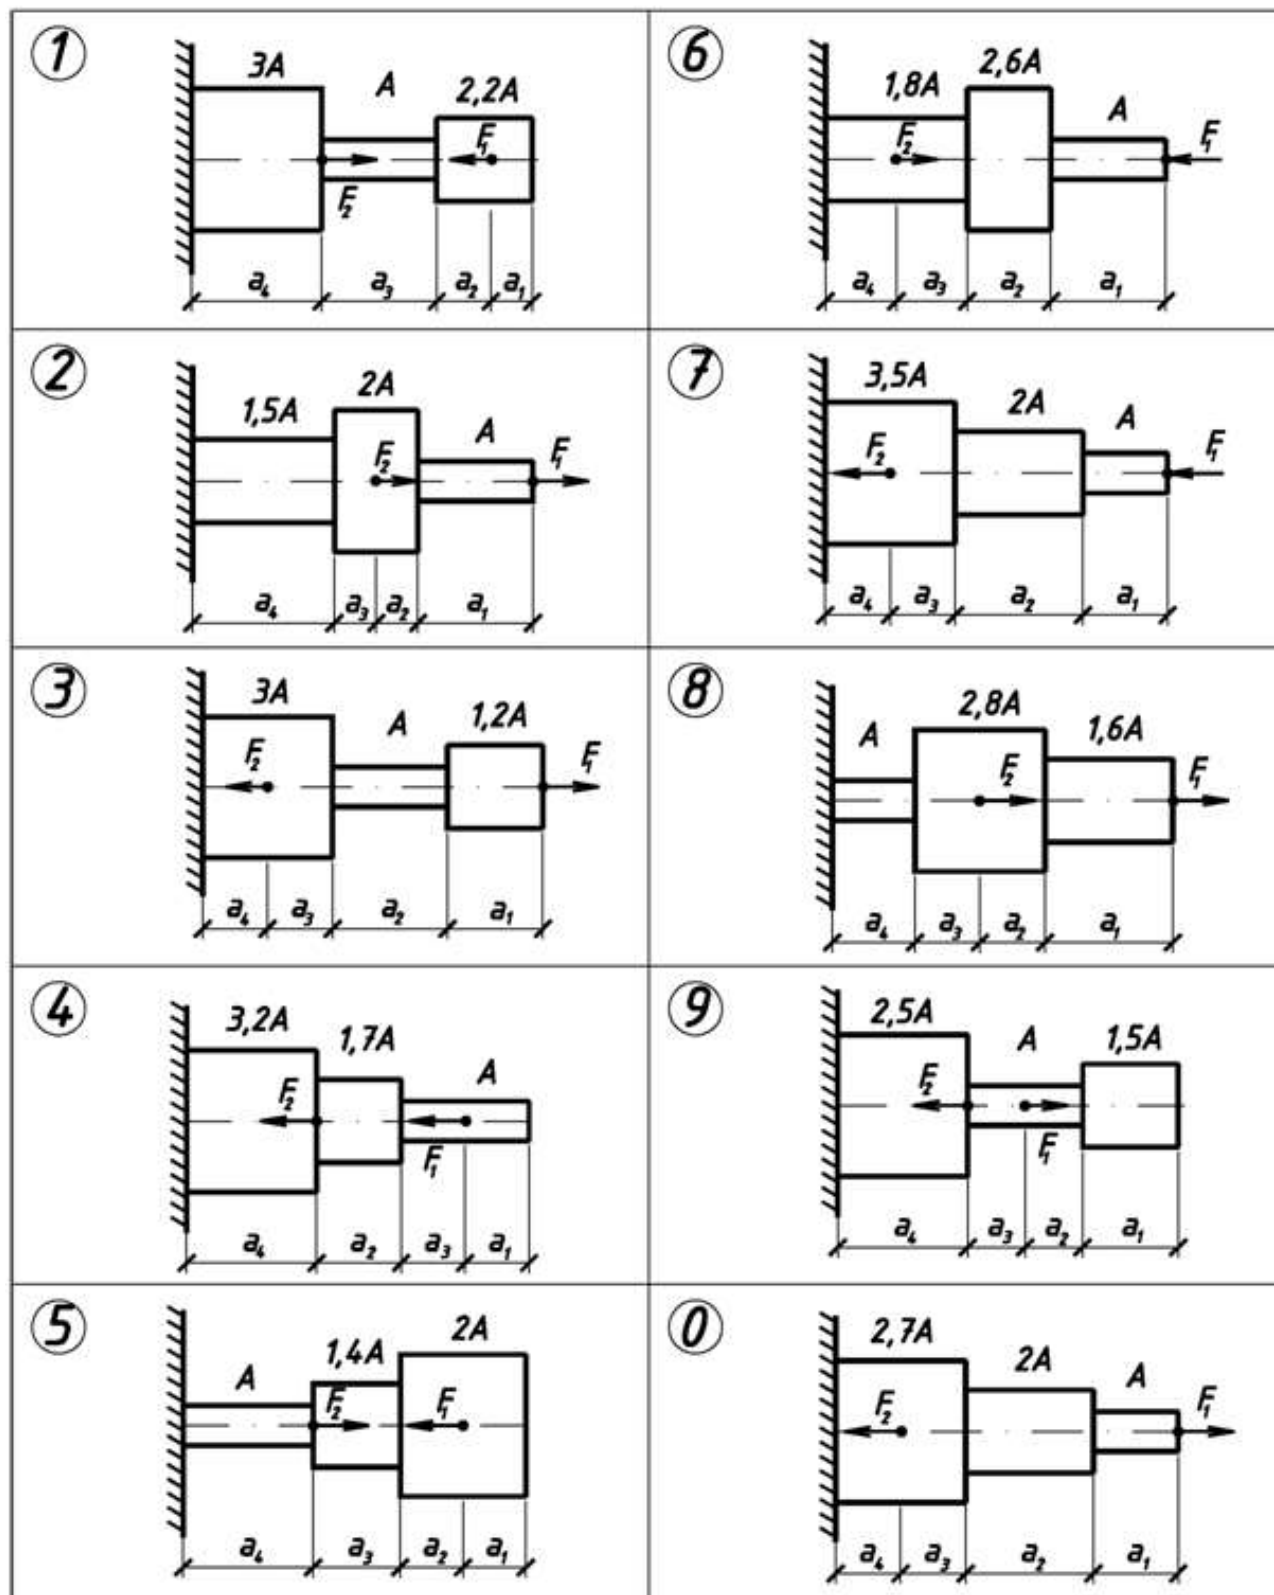 1
3A A 2,2A
F₁
F₂
a₄ a₃ a₂ a₁
6
1,8A 2,6A A
F₂ F₁
a₄ a₃ a₂ a₁
2
1,5A 2A A
F₂ F₁
a₄ a₃ a₂ a₁
7
3,5A 2A A
F₂ F₁
a₄ a₃ a₂ a₁
3
3A A 1,2A
F₂ F₁
a₄ a₃ a₂ a₁
8
A 2,8A 1,6A
F₂ F₁
a₄ a₃ a₂ a₁
4
3,2A 1,7A A
F₂
F₁
a₄ a₂ a₃ a₁
9
2,5A A 1,5A
F₂
F₁
a₄ a₃ a₂ a₁
5
A 1,4A 2A
F₂ F₁
a₄ a₃ a₂ a₁
0
2,7A 2A A
F₂ F₁
a₄ a₃ a₂ a₁